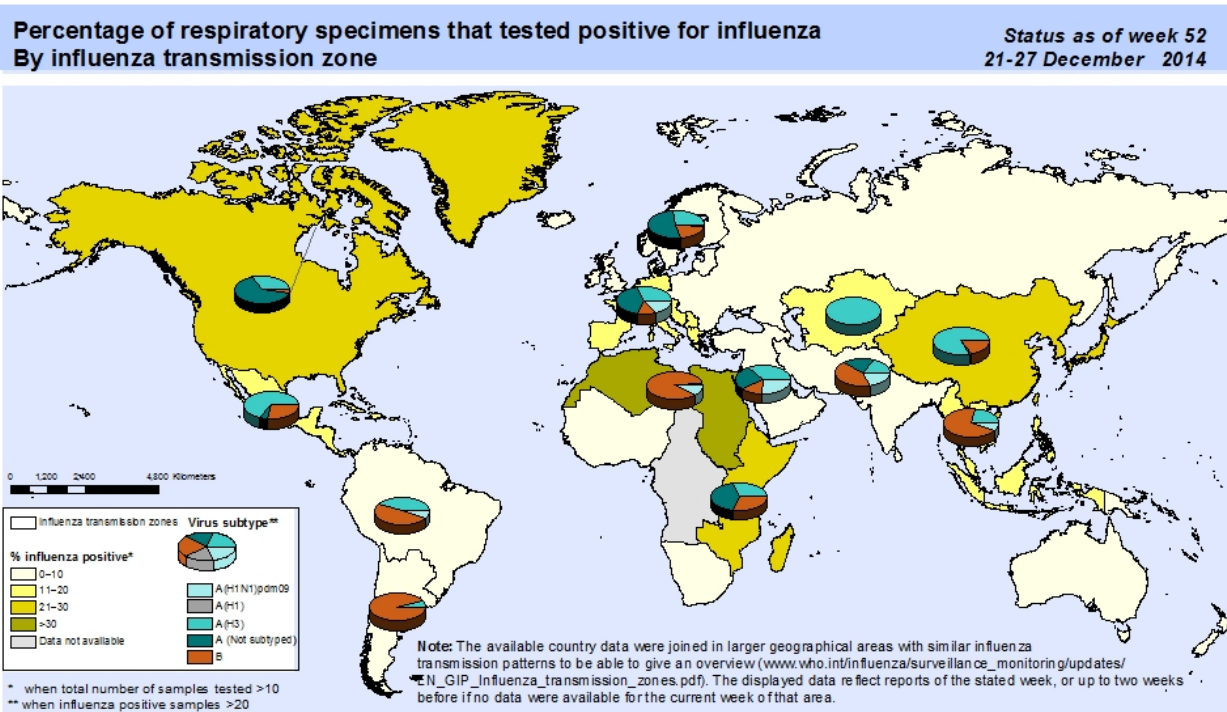 Percentage of respiratory specimens that tested positive for influenza
By influenza transmission zone
Status as of week 52
21-27 December 2014
0 1,200 2,400 4,800 Kilometers
Influenza transmission zones
Virus subtype**
% influenza positive*
0–10
11–20
21–30
>30
Data not available
A(H1N1)pdm09
A(H1)
A(H3)
A (Not subtyped)
B
* when total number of samples tested >10
** when influenza positive samples >20
Note: The available country data were joined in larger geographical areas with similar influenza
transmission patterns to be able to give an overview (www.who.int/influenza/surveillance_monitoring/updates/
EN_GIP_Influenza_transmission_zones.pdf). The displayed data reflect reports of the stated week, or up to two weeks
before if no data were available for the current week of that area.